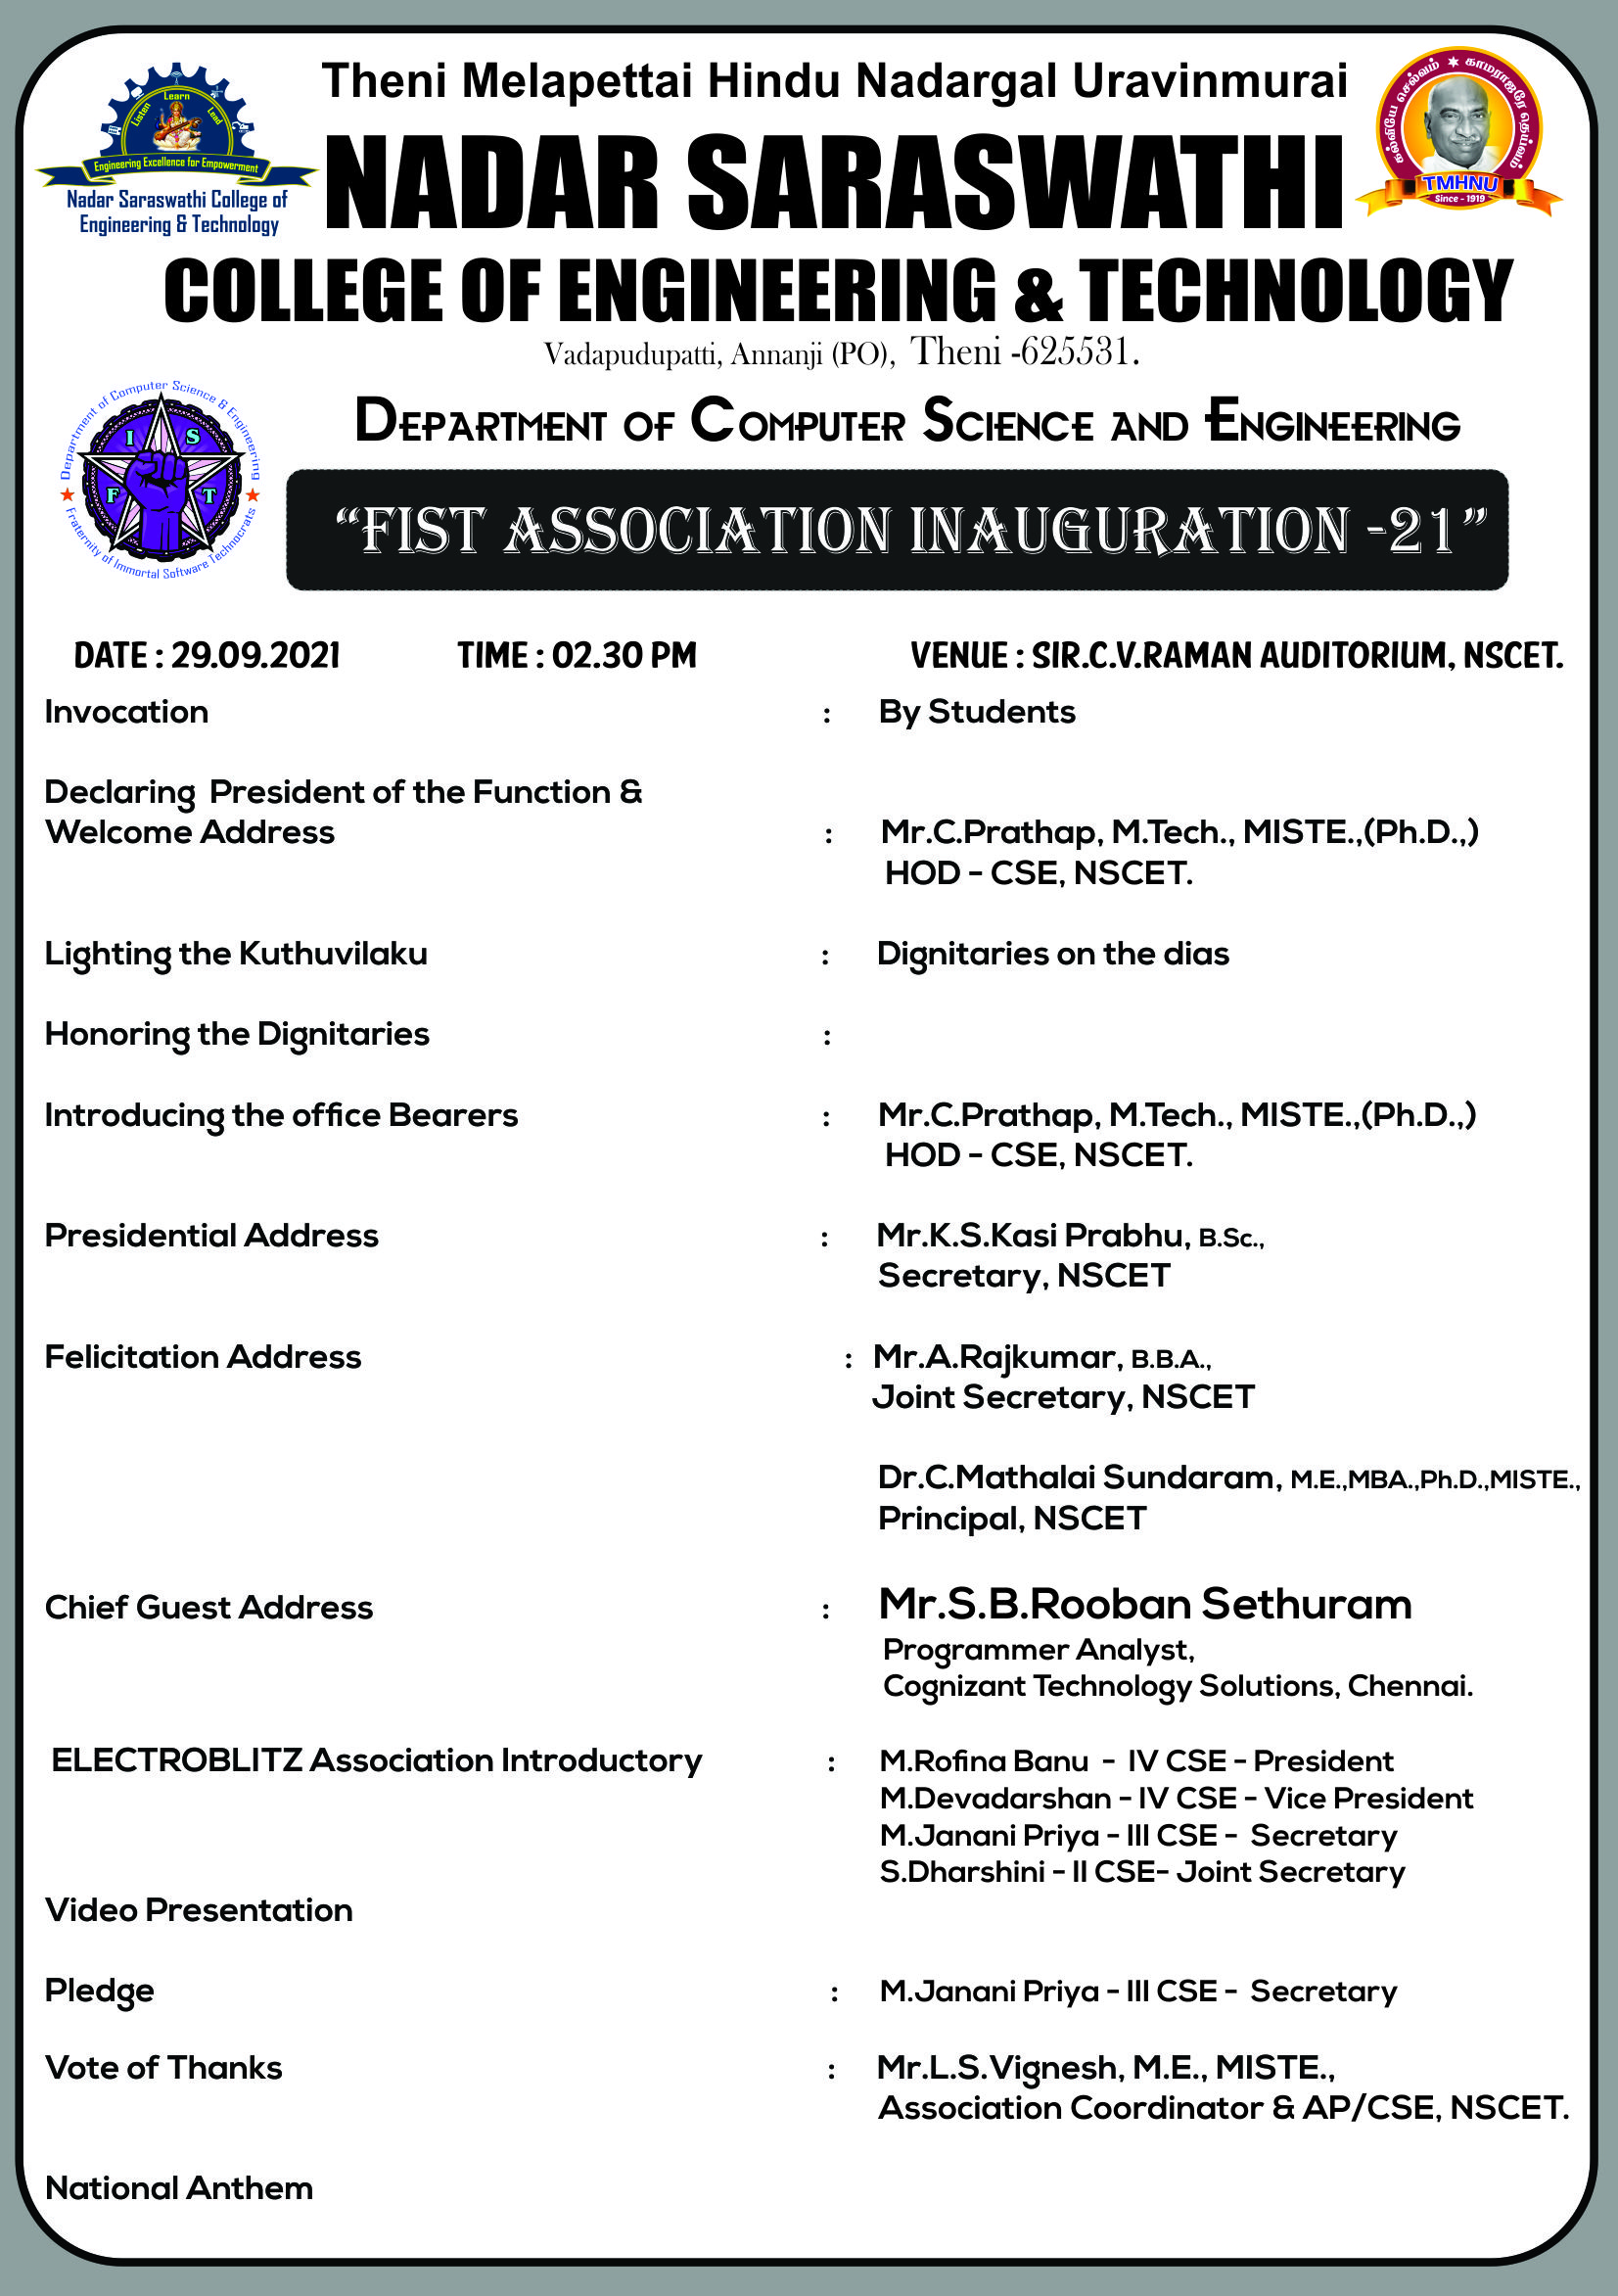 Theni Melapettai Hindu Nadargal Uravinmurai
NADAR SARASWATHI
COLLEGE OF ENGINEERING & TECHNOLOGY
Vadapudupatti, Annanji (PO), Theni -625531.
Listen Learn Lead
Engineering Excellence for Empowerment
Nadar Saraswathi College of
Engineering & Technology
கல்வியே செல்வம் ★ காமராஜரே தெய்வம்
TMHNU
Since - 1919
Department of Computer Science & Engineering
F I S T
Fraternity of Immortal Software Technocrats
DEPARTMENT OF COMPUTER SCIENCE AND ENGINEERING
“FIST ASSOCIATION INAUGURATION -21”
DATE : 29.09.2021 TIME : 02.30 PM VENUE : SIR.C.V.RAMAN AUDITORIUM, NSCET.
Invocation : By Students
Declaring President of the Function &
Welcome Address : Mr.C.Prathap, M.Tech., MISTE.,(Ph.D.,)
HOD - CSE, NSCET.
Lighting the Kuthuvilaku : Dignitaries on the dias
Honoring the Dignitaries :
Introducing the office Bearers : Mr.C.Prathap, M.Tech., MISTE.,(Ph.D.,)
HOD - CSE, NSCET.
Presidential Address : Mr.K.S.Kasi Prabhu, B.Sc.,
Secretary, NSCET
Felicitation Address : Mr.A.Rajkumar, B.B.A.,
Joint Secretary, NSCET
Dr.C.Mathalai Sundaram, M.E.,MBA.,Ph.D.,MISTE.,
Principal, NSCET
Chief Guest Address : Mr.S.B.Rooban Sethuram
Programmer Analyst,
Cognizant Technology Solutions, Chennai.
ELECTROBLITZ Association Introductory : M.Rofina Banu - IV CSE - President
M.Devadarshan - IV CSE - Vice President
M.Janani Priya - III CSE - Secretary
S.Dharshini - II CSE- Joint Secretary
Video Presentation
Pledge : M.Janani Priya - III CSE - Secretary
Vote of Thanks : Mr.L.S.Vignesh, M.E., MISTE.,
Association Coordinator & AP/CSE, NSCET.
National Anthem